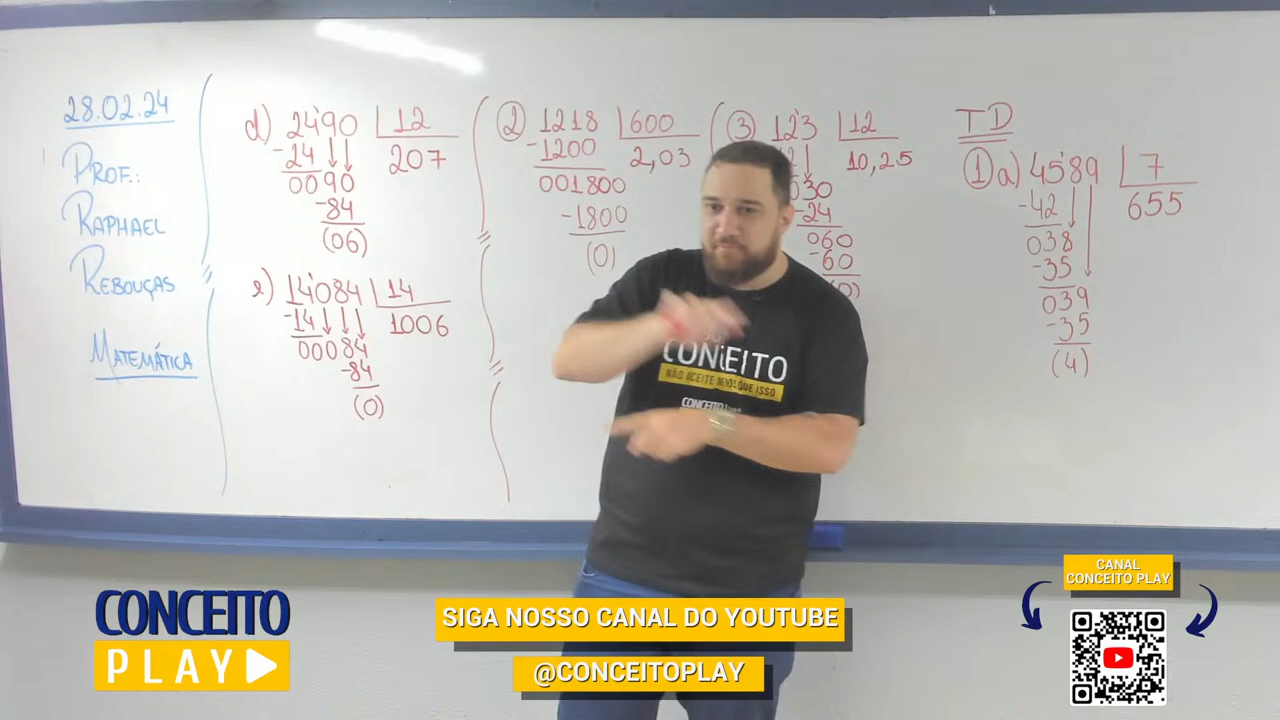 28.02.24
PROF.:
RAPHAEL
REBOUÇAS
MATEMÁTICA
d) 2490 12
-24 207
0090
-84
(06)
e) 14084 14
-14 1006
00084
-84
(0)
2 1218 600
-1200 2,03
001800
-1800
(0)
3 123 12
10,25
030
-24
060
-60
(0)
TD
1 a) 4589 7
-42 655
038
-35
039
-35
(4)
CONCEITO
NÃO ACEITE MENOS QUE ISSO
CONCEITO
CONCEITO
PLAY
SIGA NOSSO CANAL DO YOUTUBE
@CONCEITOPLAY
CANAL
CONCEITO PLAY